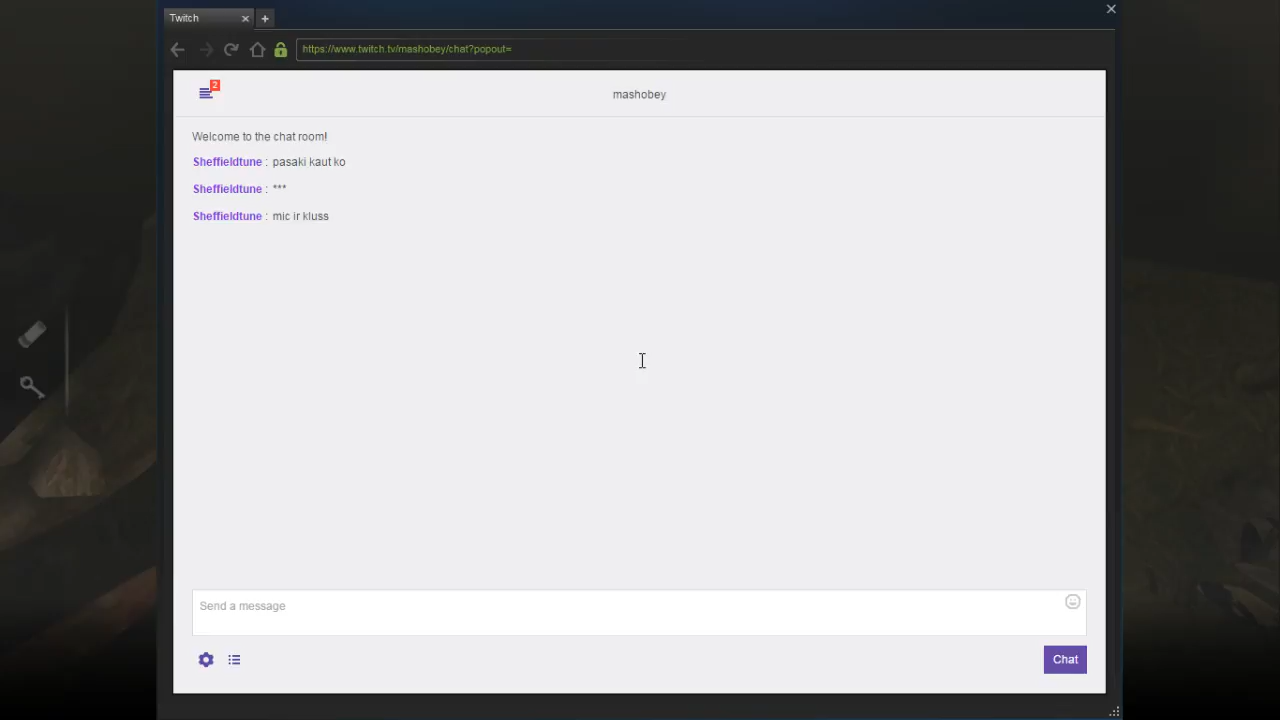 Twitch
https://www.twitch.tv/mashobey/chat?popout=
2
mashobey
Welcome to the chat room!
Sheffieldtune : pasaki kaut ko
Sheffieldtune : ***
Sheffieldtune : mic ir kluss
Send a message
Chat